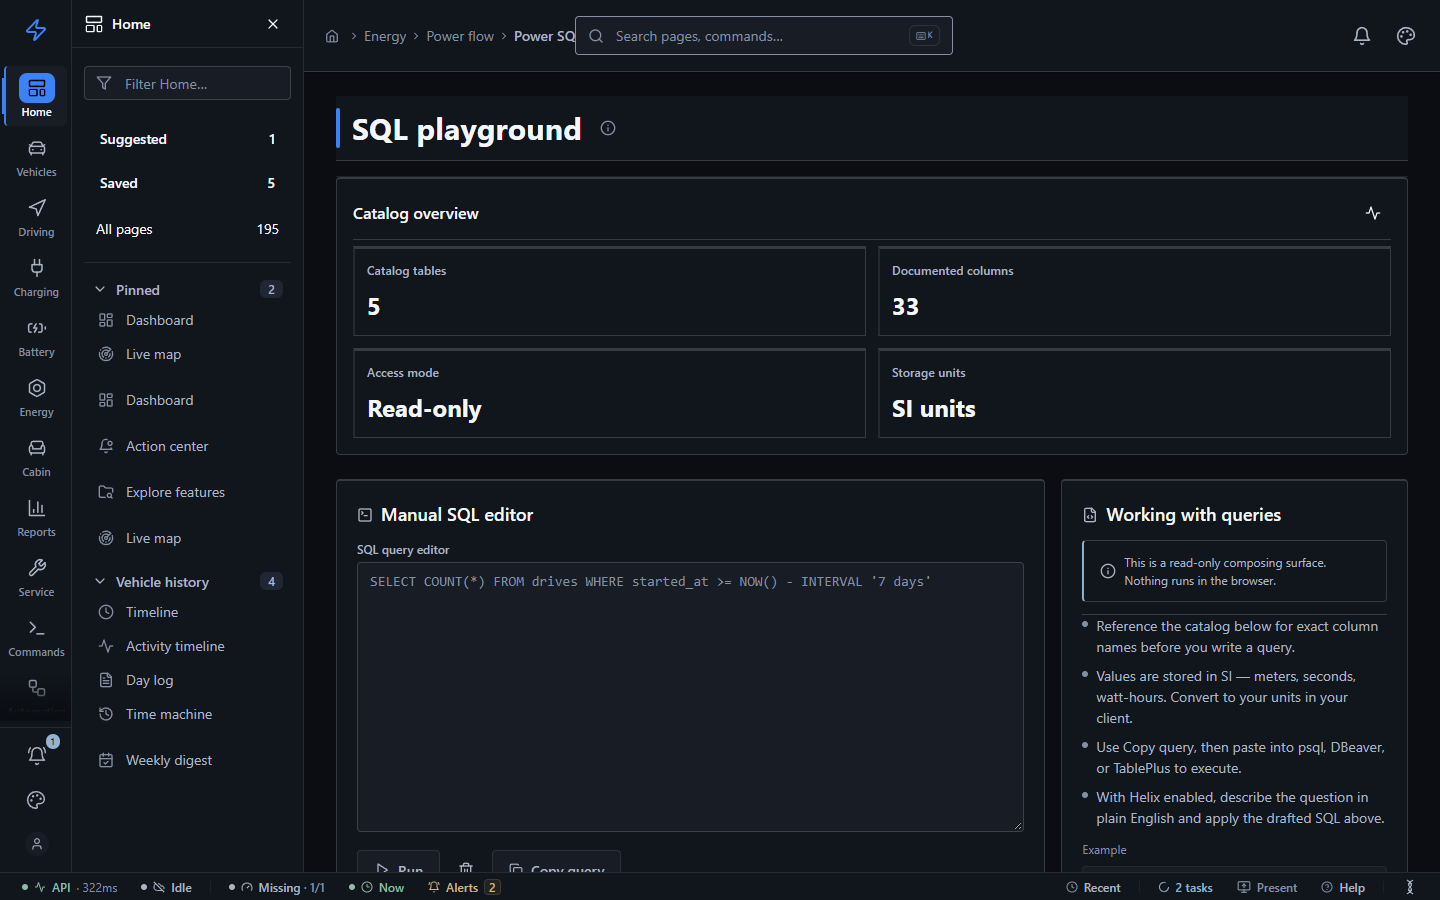 Home
Vehicles
Driving
Charging
Battery
Energy
Cabin
Reports
Service
Commands
1
Home
Filter Home...
Suggested 1
Saved 5
All pages 195
Pinned 2
Dashboard
Live map
Dashboard
Action center
Explore features
Live map
Vehicle history 4
Timeline
Activity timeline
Day log
Time machine
Weekly digest
Energy > Power flow > Power SQ
Search pages, commands... K
SQL playground
Catalog overview
Catalog tables
5
Documented columns
33
Access mode
Read-only
Storage units
SI units
Manual SQL editor
SQL query editor
SELECT COUNT(*) FROM drives WHERE started_at >= NOW() - INTERVAL '7 days'
Run
Copy query
Working with queries
This is a read-only composing surface.
Nothing runs in the browser.
Reference the catalog below for exact column
names before you write a query.
Values are stored in SI — meters, seconds,
watt-hours. Convert to your units in your
client.
Use Copy query, then paste into psql, DBeaver,
or TablePlus to execute.
With Helix enabled, describe the question in
plain English and apply the drafted SQL above.
Example
API · 322ms
Idle
Missing · 1/1
Now
Alerts 2
Recent
2 tasks
Present
Help